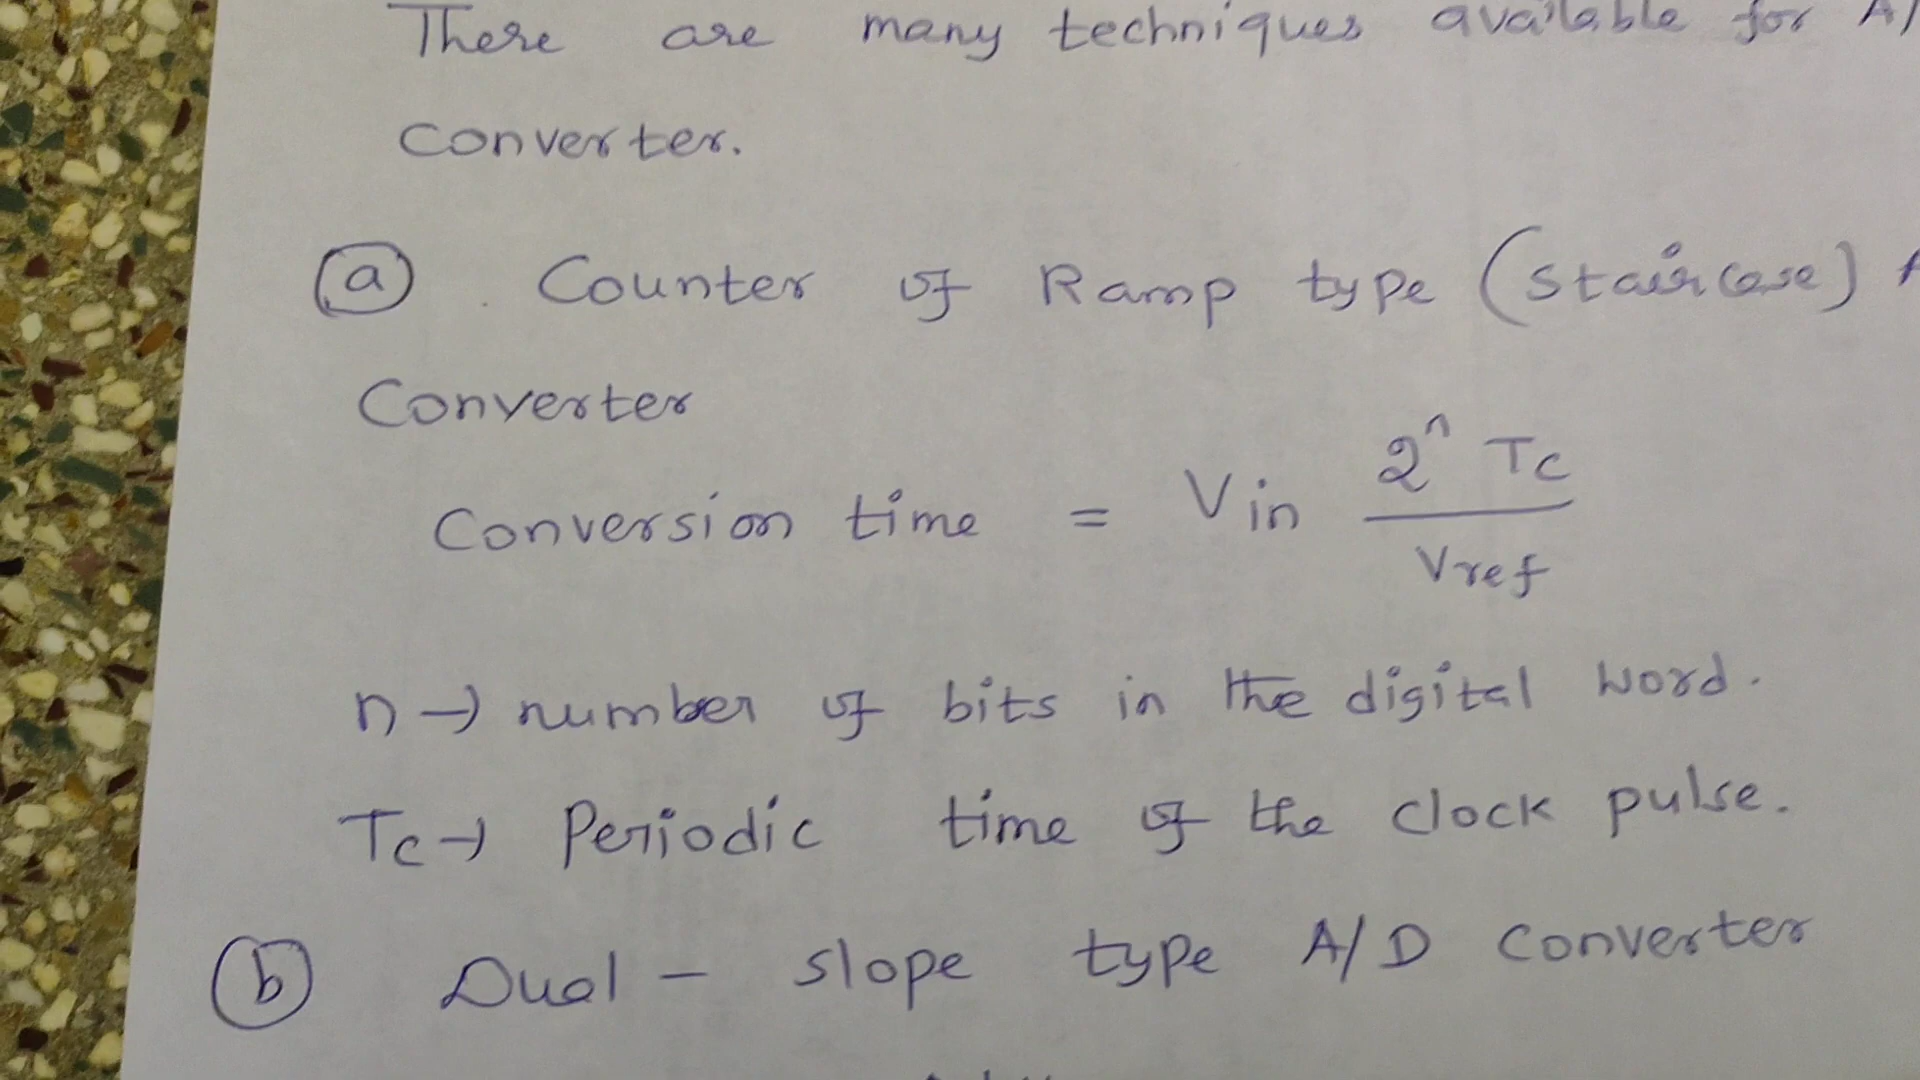 There are many techniques available for A/
converter.
(a) . Counter of Ramp type (staircase)
Converter
Conversion time = Vin 2^n Tc / Vref
n → number of bits in the digital word.
Tc → Periodic time of the clock pulse.
(b) Dual - slope type A/D converter